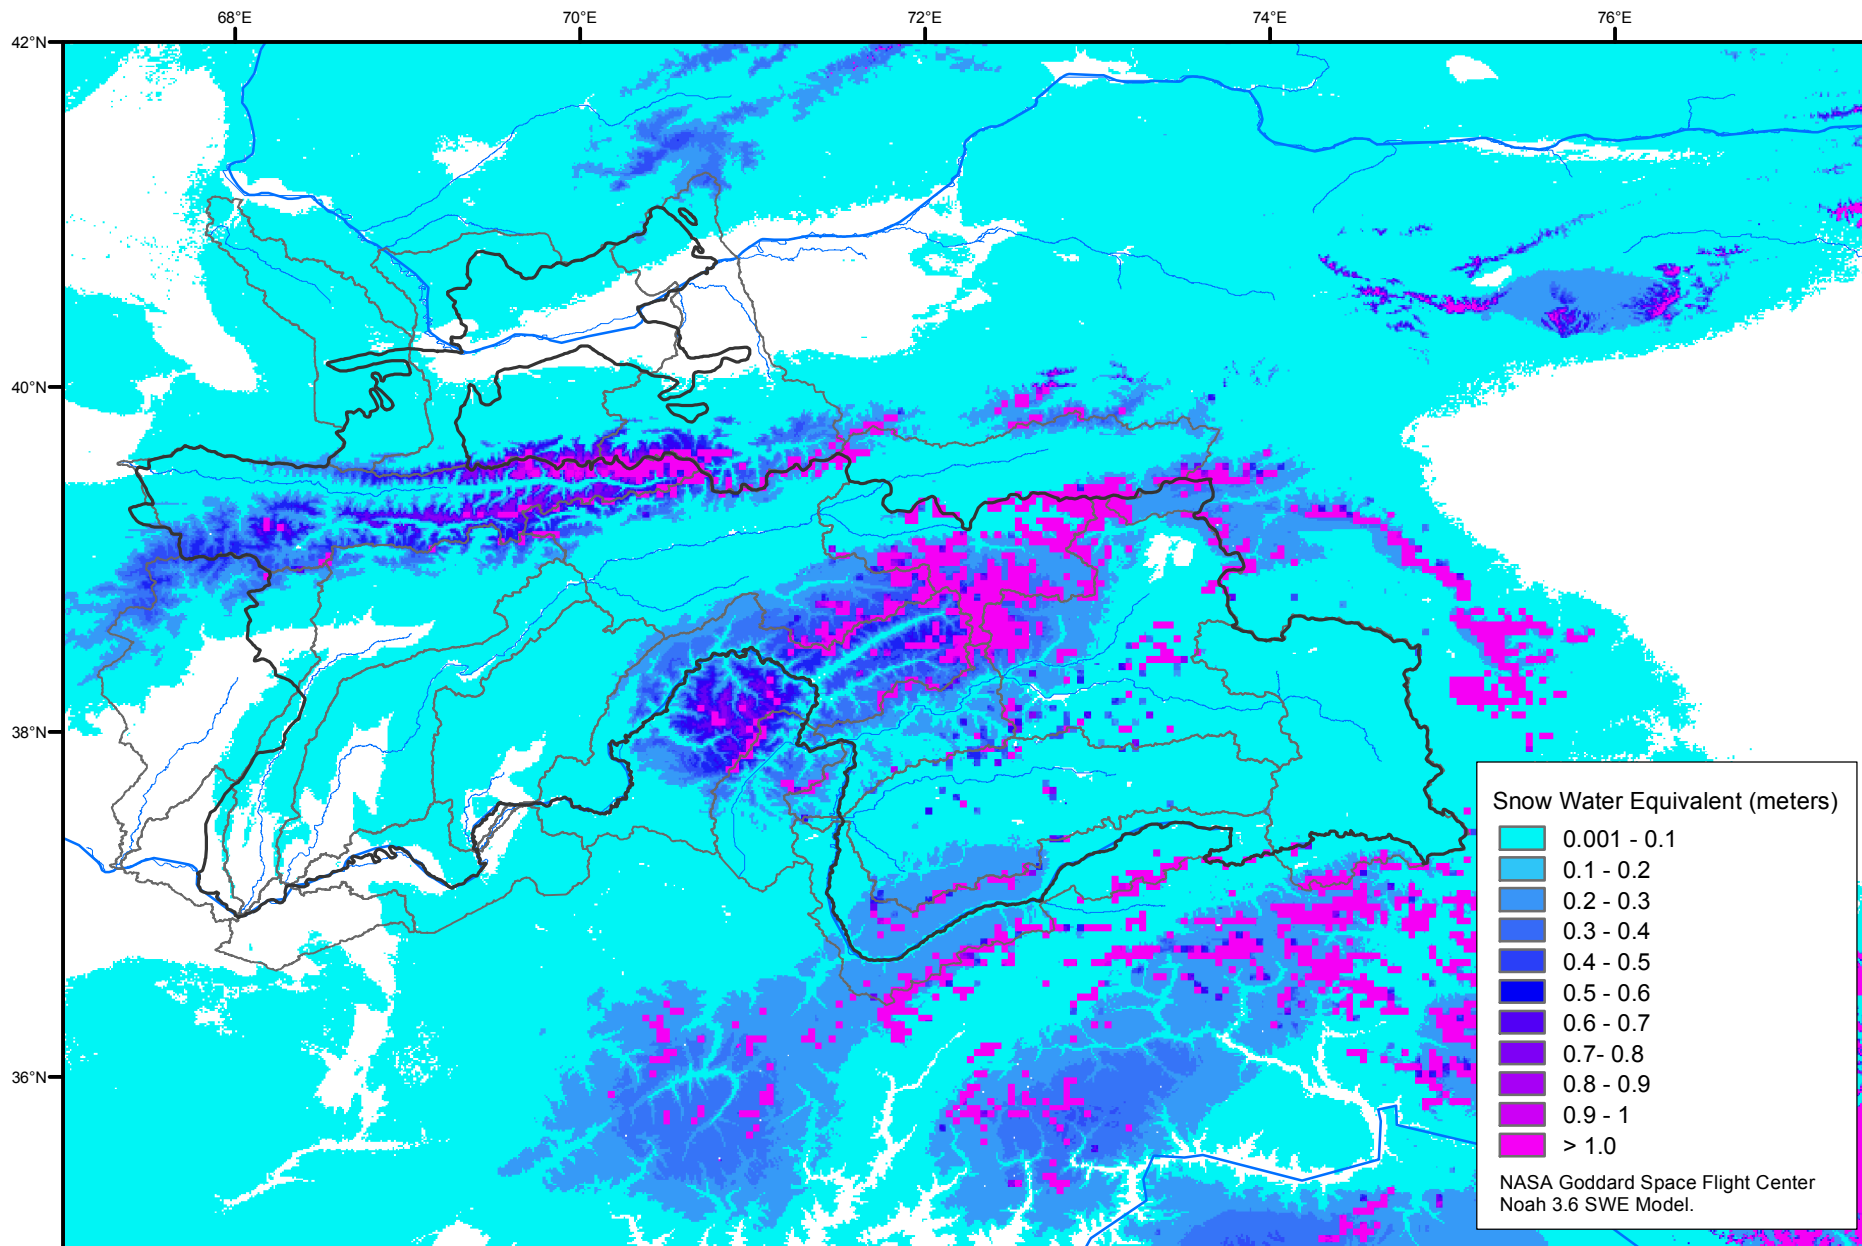 68°E 70°E 72°E 74°E 76°E
42°N
40°N
38°N
36°N
Snow Water Equivalent (meters)
0.001 - 0.1
0.1 - 0.2
0.2 - 0.3
0.3 - 0.4
0.4 - 0.5
0.5 - 0.6
0.6 - 0.7
0.7- 0.8
0.8 - 0.9
0.9 - 1
> 1.0
NASA Goddard Space Flight Center
Noah 3.6 SWE Model.